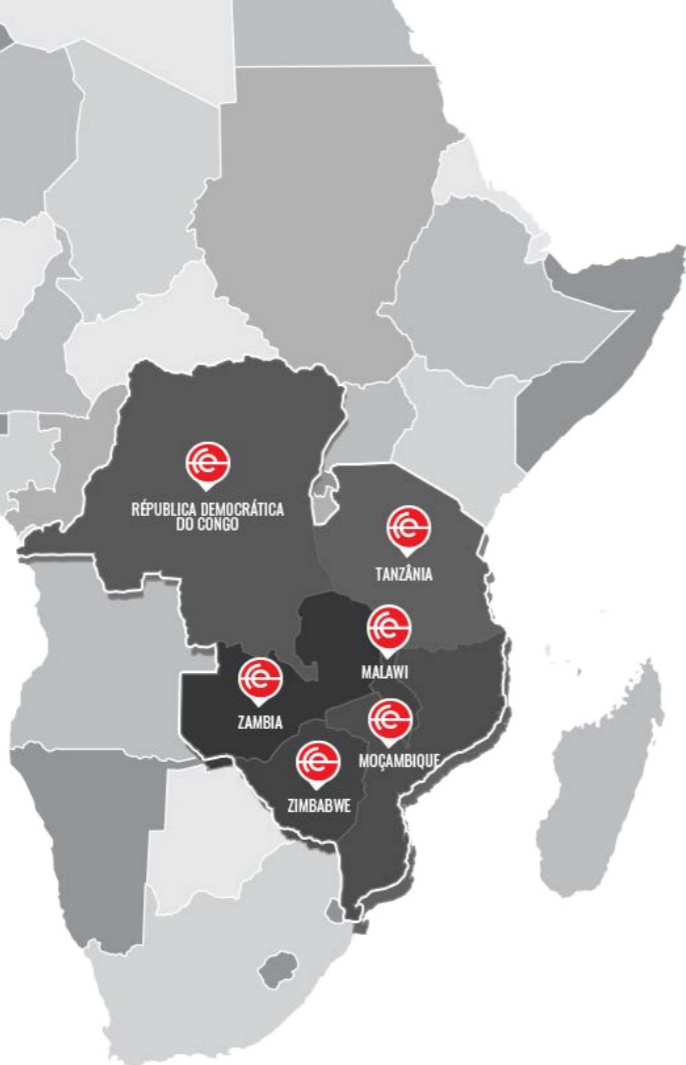 RÉPUBLICA DEMOCRÁTICA
DO CONGO
TANZÂNIA
MALAWI
ZAMBIA
MOÇAMBIQUE
ZIMBABWE